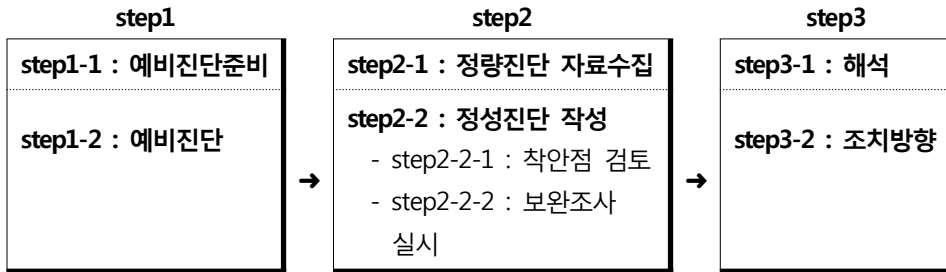 step1
step1-1 : 예비진단준비
step1-2 : 예비진단
➜
step2
step2-1 : 정량진단 자료수집
step2-2 : 정성진단 작성
- step2-2-1 : 착안점 검토
- step2-2-2 : 보완조사
실시
➜
step3
step3-1 : 해석
step3-2 : 조치방향